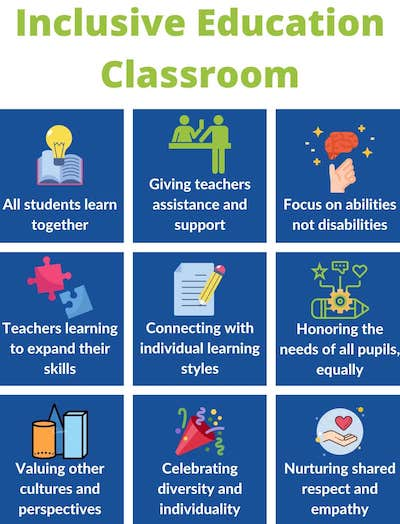 Inclusive Education
Classroom
All students learn
together
Giving teachers
assistance and
support
Focus on abilities
not disabilities
Teachers learning
to expand their
skills
Connecting with
individual learning
styles
Honoring the
needs of all pupils,
equally
Valuing other
cultures and
perspectives
Celebrating
diversity and
individuality
Nurturing shared
respect and
empathy